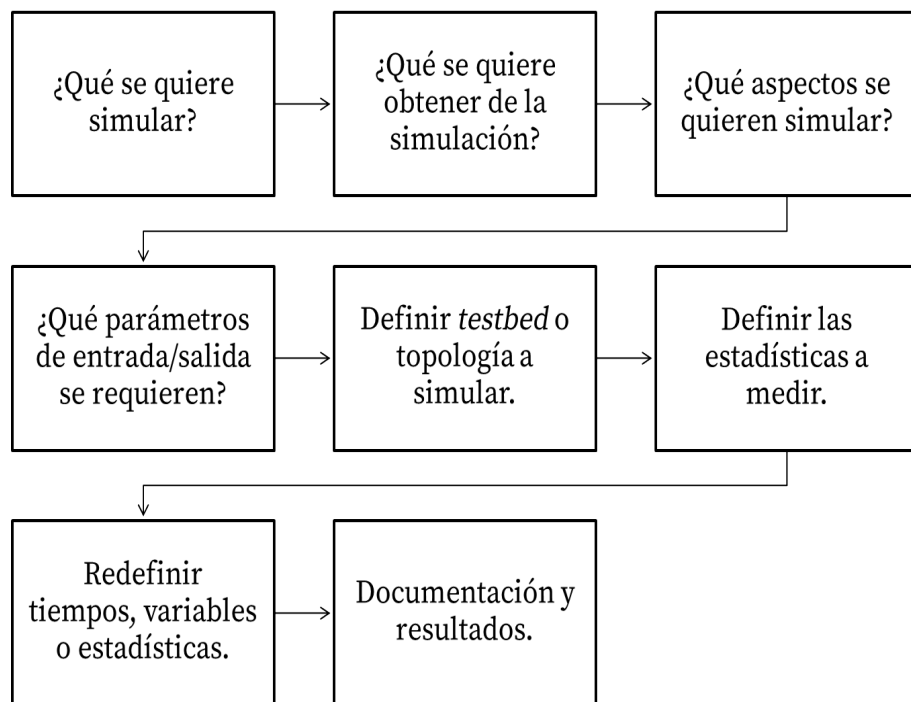 ¿Qué se quiere
simular?
¿Qué se quiere
obtener de la
simulación?
¿Qué aspectos se
quieren simular?
¿Qué parámetros
de entrada/salida
se requieren?
Definir testbed o
topología a
simular.
Definir las
estadísticas a
medir.
Redefinir
tiempos, variables
o estadísticas.
Documentación y
resultados.